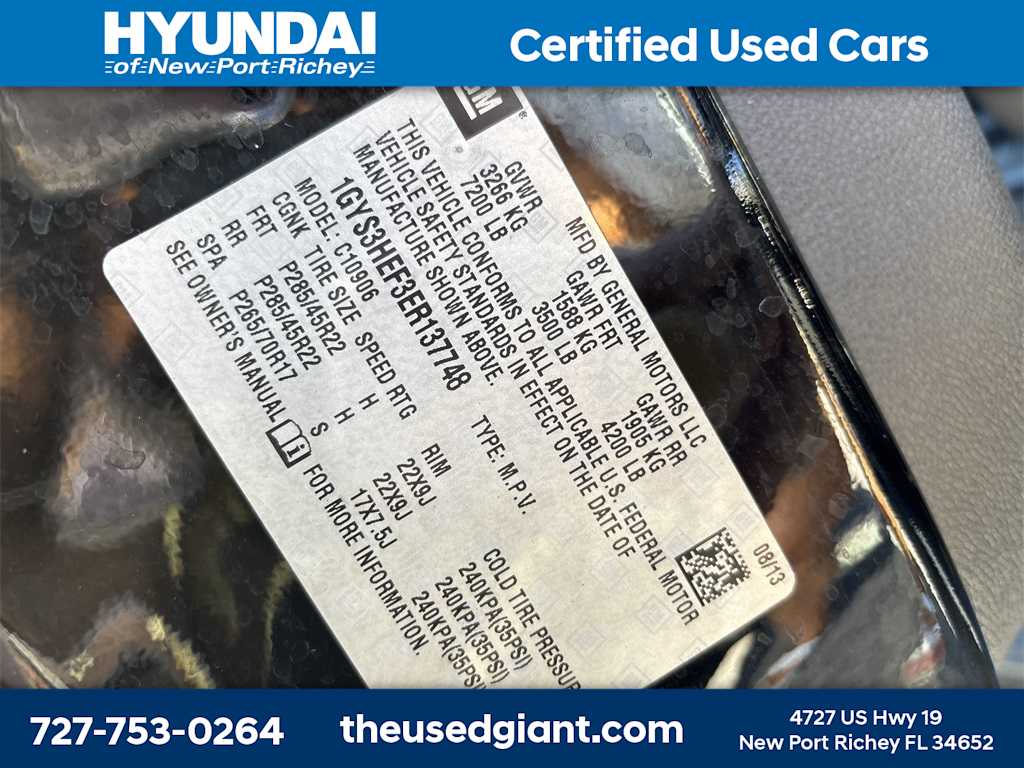 HYUNDAI
of New Port Richey
Certified Used Cars
GM
®
MFD BY GENERAL MOTORS LLC
08/13
GVWR GAWR FRT GAWR RR
3266 KG 1588 KG 1905 KG
7200 LB 3500 LB 4200 LB
THIS VEHICLE CONFORMS TO ALL APPLICABLE U.S. FEDERAL MOTOR
VEHICLE SAFETY STANDARDS IN EFFECT ON THE DATE OF
MANUFACTURE SHOWN ABOVE.
1GYS3HEF3ER137748 TYPE: M.P.V.
MODEL: C10906
CGNK TIRE SIZE SPEED RTG RIM COLD TIRE PRESSUR
FRT P285/45R22 H 22X9J 240KPA(35PSI)
RR P285/45R22 H 22X9J 240KPA(35PSI)
SPA P265/70R17 S 17X7.5J 240KPA(35PSI
SEE OWNER'S MANUAL FOR MORE INFORMATION.
727-753-0264
theusedgiant.com
4727 US Hwy 19
New Port Richey FL 34652